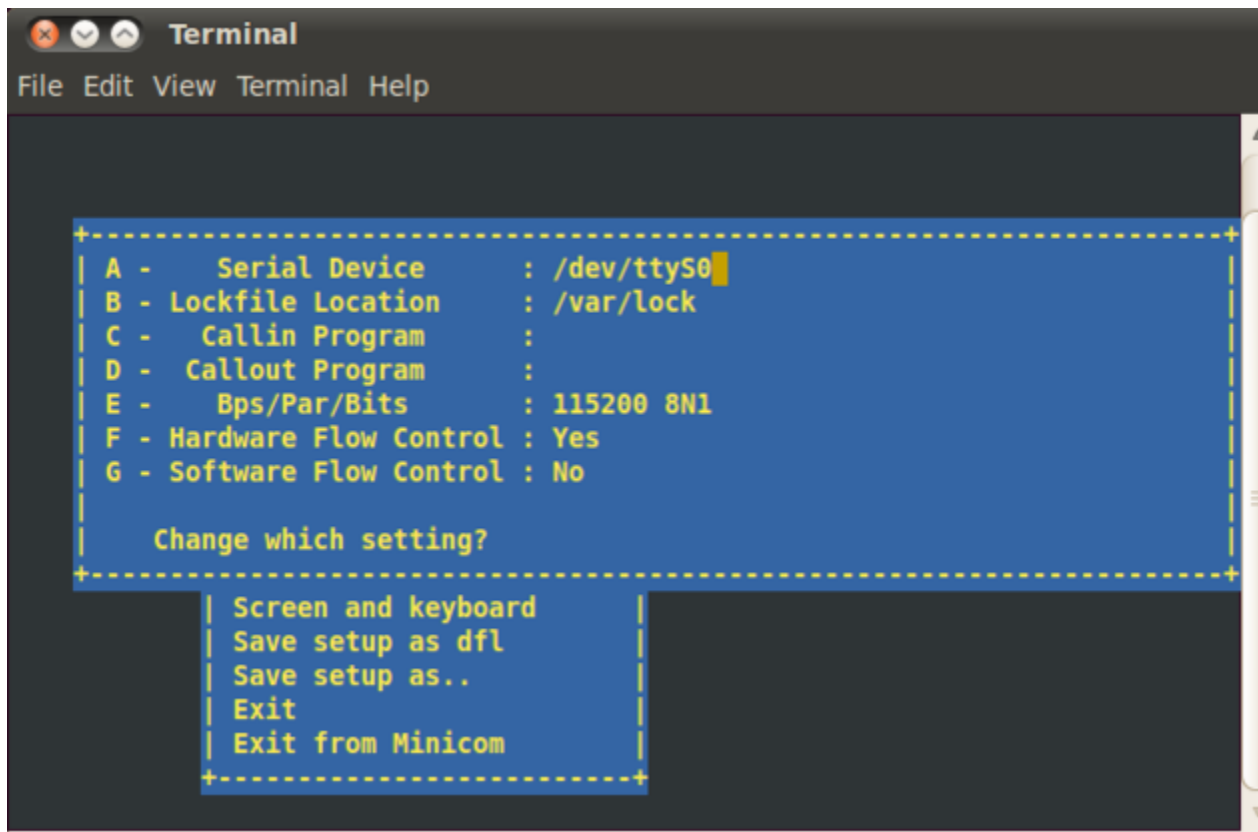 Terminal
File Edit View Terminal Help
+-----------------------------------------------------------------------+
| A -    Serial Device      : /dev/ttyS0                                |
| B - Lockfile Location     : /var/lock                                 |
| C -   Callin Program      :                                           |
| D -  Callout Program      :                                           |
| E -    Bps/Par/Bits       : 115200 8N1                                |
| F - Hardware Flow Control : Yes                                       |
| G - Software Flow Control : No                                        |
|                                                                       |
|    Change which setting?                                              |
+-----------------------------------------------------------------------+
| Screen and keyboard      |
| Save setup as dfl        |
| Save setup as..          |
| Exit                     |
| Exit from Minicom        |
+--------------------------+